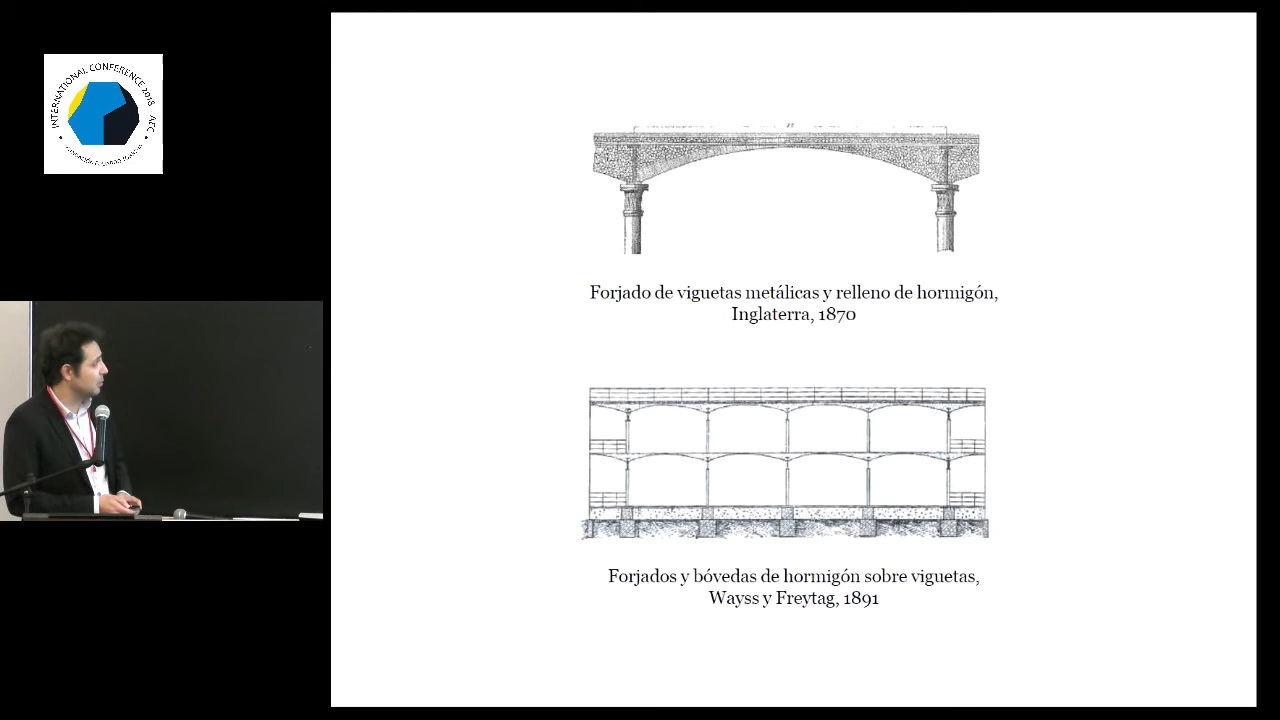 INTERNATIONAL CONFERENCE 2018
Forjado de viguetas metálicas y relleno de hormigón,
Inglaterra, 1870
Forjados y bóvedas de hormigón sobre viguetas,
Wayss y Freytag, 1891